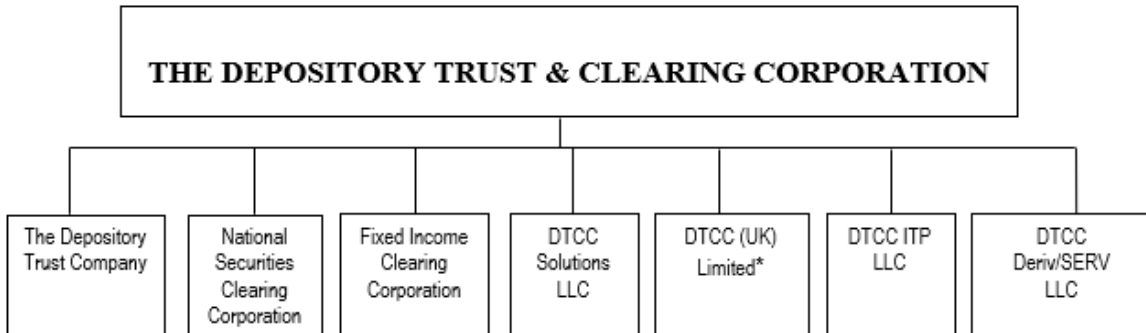 THE DEPOSITORY TRUST & CLEARING CORPORATION
The Depository
Trust Company
National
Securities
Clearing
Corporation
Fixed Income
Clearing
Corporation
DTCC
Solutions
LLC
DTCC (UK)
Limited*
DTCC ITP
LLC
DTCC
Deriv/SERV
LLC